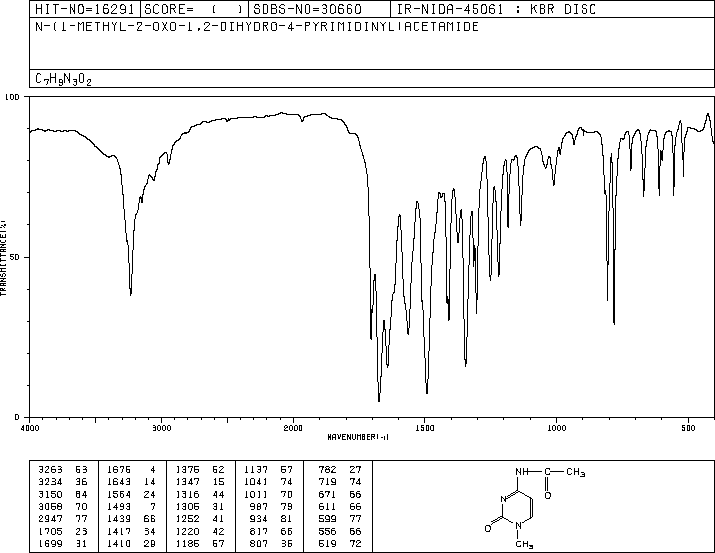 HIT-NO=16291 SCORE= ( ) SDBS-NO=30660 IR-NIDA-45061 : KBR DISC
N-(1-METHYL-2-OXO-1,2-DIHYDRO-4-PYRIMIDINYL)ACETAMIDE
C7H9N3O2
100
50
0
TRANSMITTANCE(%)
4000 3000 2000 1500 1000 500
WAVENUMBER(-1)
3263 63 1676 4 1376 52 1137 57 782 27
3234 36 1643 14 1347 15 1041 74 719 74
3150 64 1564 24 1316 44 1011 70 671 66
3068 70 1493 7 1306 31 987 79 611 66
2947 77 1439 66 1252 41 934 81 599 77
1705 23 1417 34 1220 42 817 66 556 66
1699 31 1410 29 1186 57 807 35 519 72
NH C CH3
O
N
O N
CH3